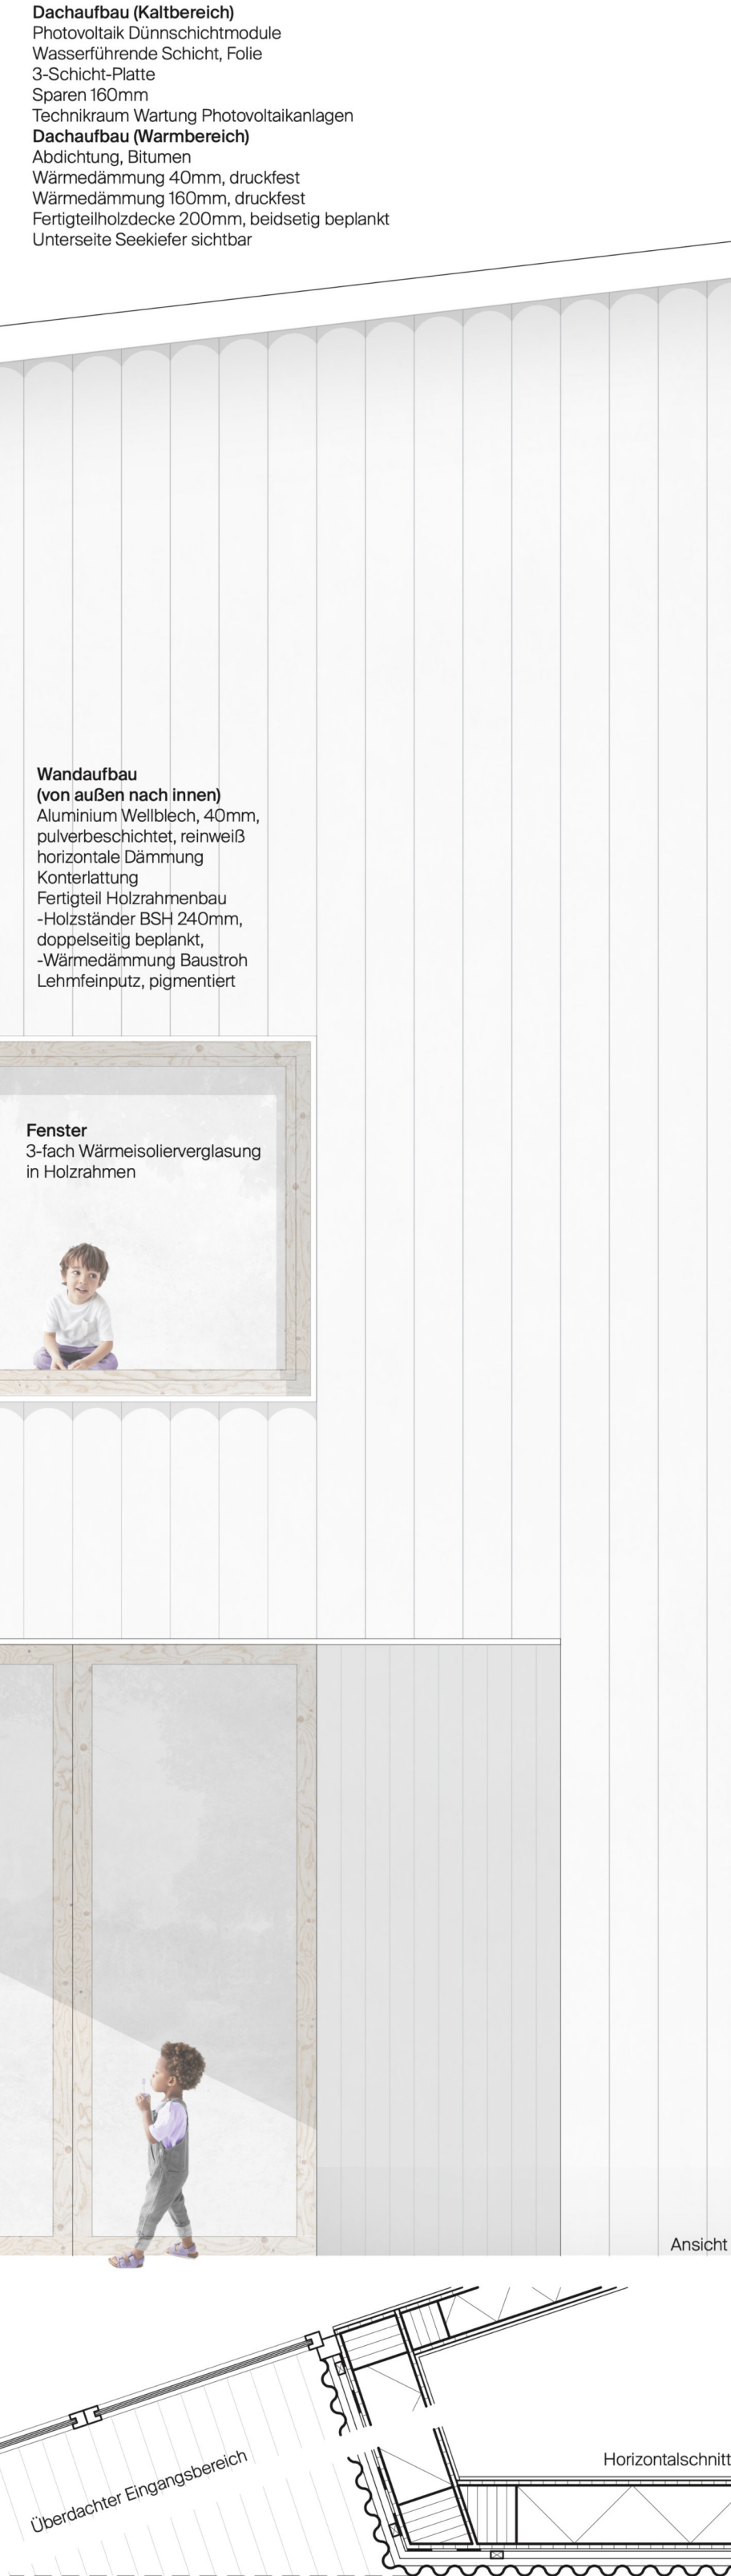 Dachaufbau (Kaltbereich)
Photovoltaik Dünnschichtmodule
Wasserführende Schicht, Folie
3-Schicht-Platte
Sparen 160mm
Technikraum Wartung Photovoltaikanlagen
Dachaufbau (Warmbereich)
Abdichtung, Bitumen
Wärmedämmung 40mm, druckfest
Wärmedämmung 160mm, druckfest
Fertigteilholzdecke 200mm, beidsetig beplankt
Unterseite Seekiefer sichtbar
Wandaufbau
(von außen nach innen)
Aluminium Wellblech, 40mm,
pulverbeschichtet, reinweiß
horizontale Dämmung
Konterlattung
Fertigteil Holzrahmenbau
-Holzständer BSH 240mm,
doppelseitig beplankt,
-Wärmedämmung Baustroh
Lehmfeinputz, pigmentiert
Fenster
3-fach Wärmeisolierverglasung
in Holzrahmen
Ansicht
Horizontalschnitt
Überdachter Eingangsbereich